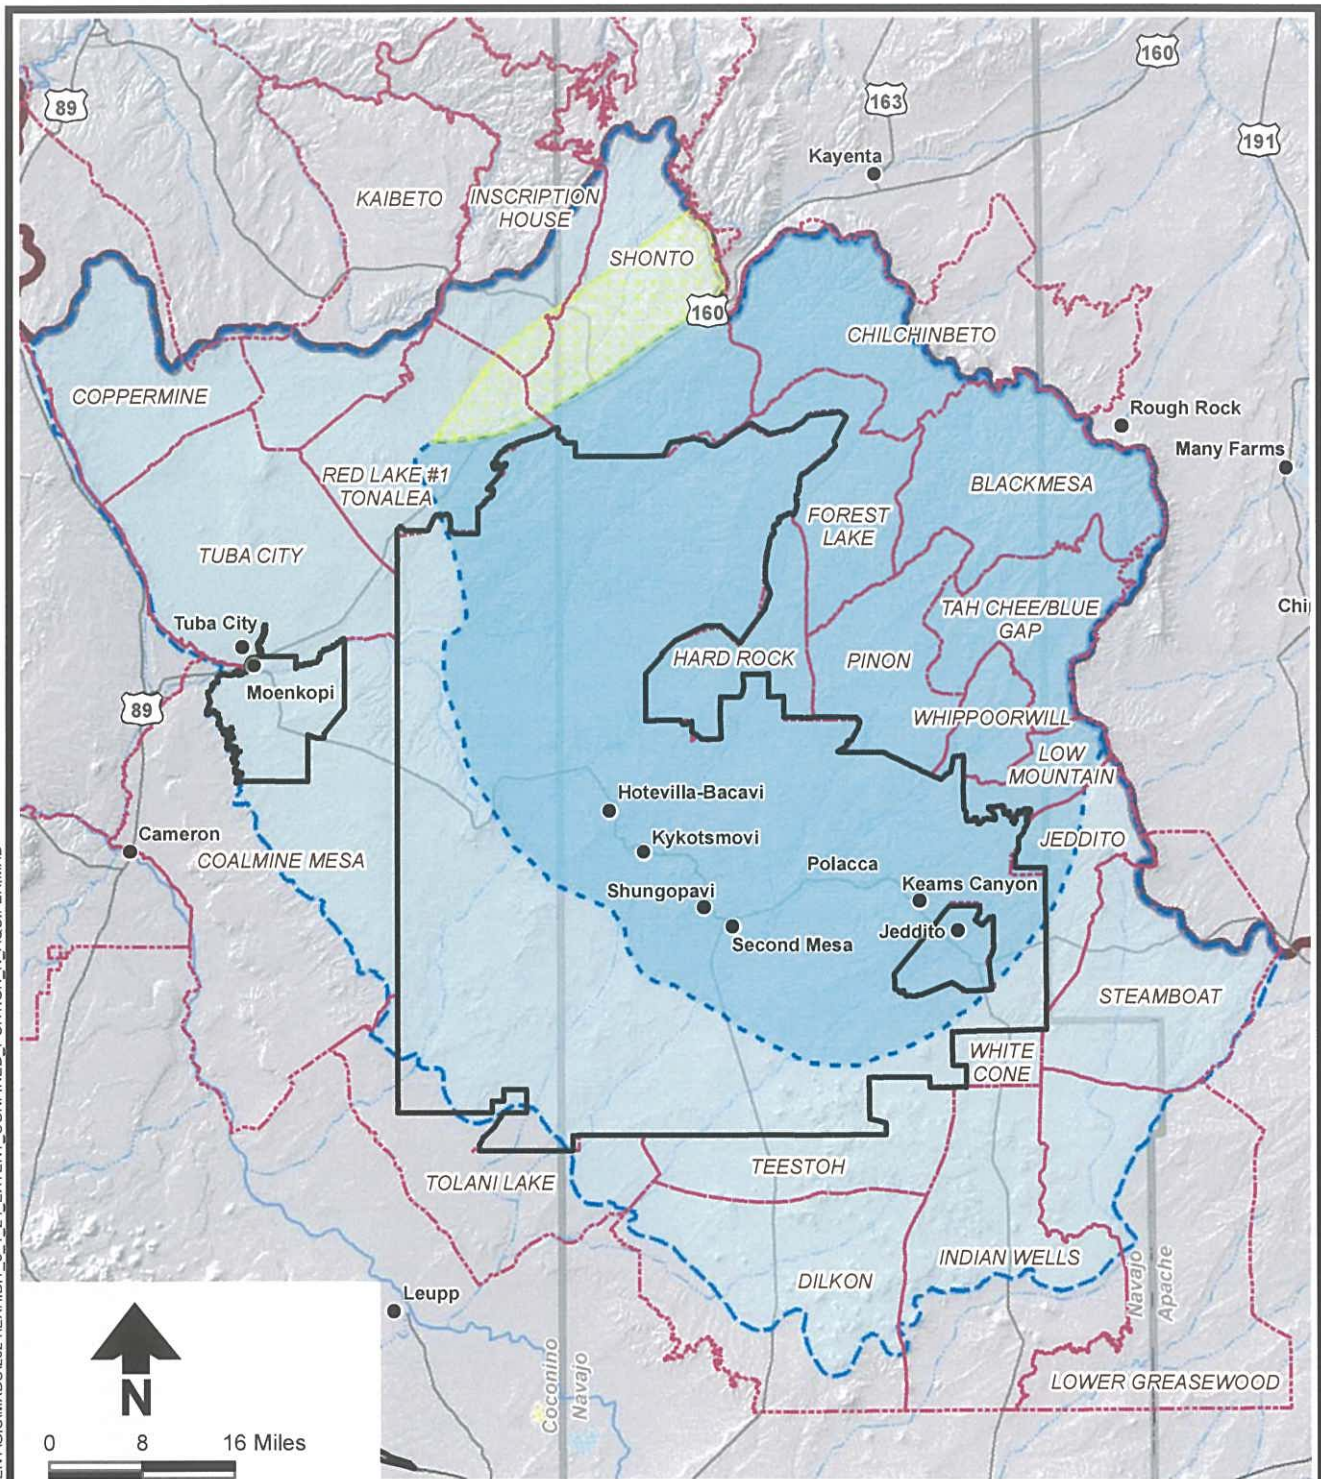 160
89
163
191
Kayenta
KAIBETO
INSCRIPTION
HOUSE
SHONTO
160
CHILCHINBETO
COPPERMINE
Rough Rock
Many Farms
RED LAKE #1
TONALEA
BLACKMESA
FOREST
LAKE
TUBA CITY
TAH CHEE/BLUE
GAP
Tuba City
HARD ROCK
PINON
Moenkopi
89
WHIPPOORWILL
LOW
MOUNTAIN
Hotevilla-Bacavi
Cameron
Kykotsmovi
JEDDITO
COALMINE MESA
Polacca
Keams Canyon
Shungopavi
Jeddito
Second Mesa
STEAMBOAT
WHITE
CONE
TEESTOH
TOLANI LAKE
INDIAN WELLS
DILKON
Navajo
Apache
Leupp
Coconino
Navajo
LOWER GREASEWOOD
N
0 8 16 Miles